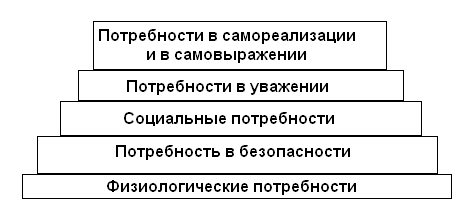 Потребности в самореализации
и в самовыражении
Потребности в уважении
Социальные потребности
Потребность в безопасности
Физиологические потребности